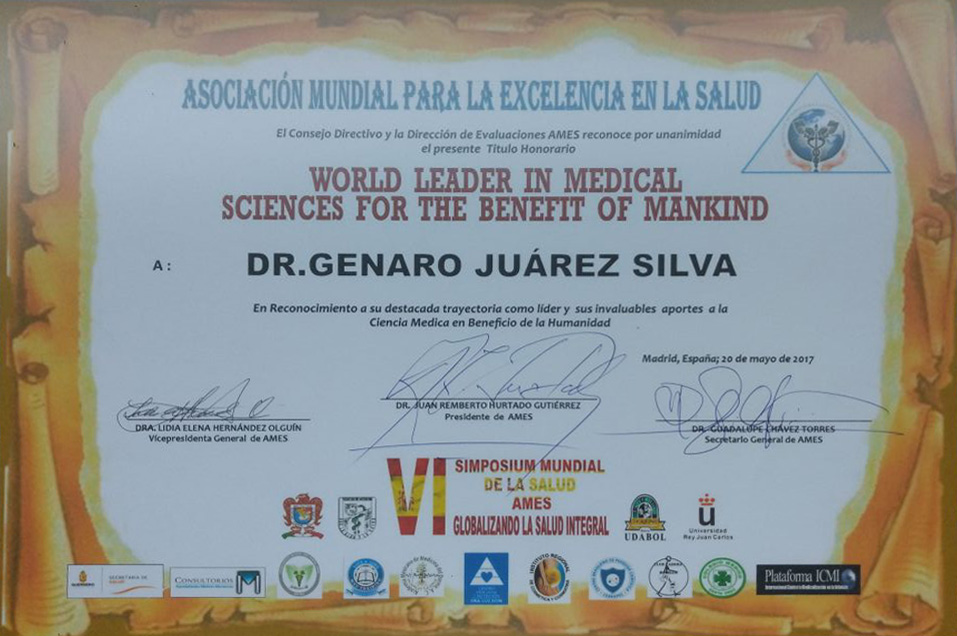 ASOCIACIÓN MUNDIAL PARA LA EXCELENCIA EN LA SALUD
El Consejo Directivo y la Dirección de Evaluaciones AMES reconoce por unanimidad
el presente Título Honorario
WORLD LEADER IN MEDICAL
SCIENCES FOR THE BENEFIT OF MANKIND
A :
DR.GENARO JUÁREZ SILVA
En Reconocimiento a su destacada trayectoria como líder y sus invaluables aportes a la
Ciencia Medica en Beneficio de la Humanidad
Madrid, España; 20 de mayo de 2017
DRA. LIDIA ELENA HERNÁNDEZ OLGUÍN
Vicepresidenta General de AMES
DR. JUAN REMBERTO HURTADO GUTIÉRREZ
Presidente de AMES
DR. GUADALUPE CHÁVEZ TORRES
Secretario General de AMES
VI
SIMPOSIUM MUNDIAL
DE LA SALUD
AMES
GLOBALIZANDO LA SALUD INTEGRAL
UDABOL
ü
Universidad
Rey Juan Carlos
SECRETARÍA DE
SALUD
CONSULTORIOS
Plataforma ICMI